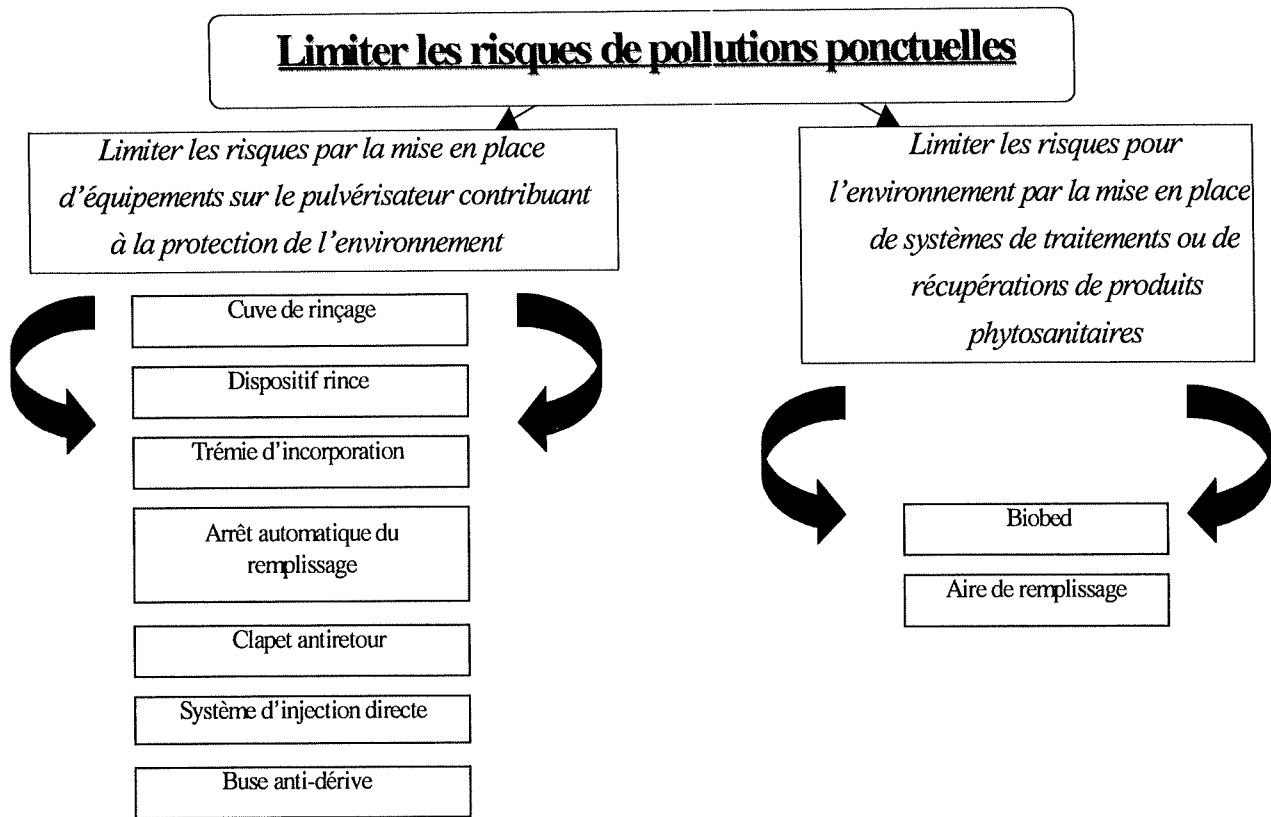 Limiter les risques de pollutions ponctuelles
Limiter les risques par la mise en place
d'équipements sur le pulvérisateur contribuant
à la protection de l'environnement
Cuve de rinçage
Dispositif rince
Trémie d'incorporation
Arrêt automatique du
remplissage
Clapet antiretour
Système d'injection directe
Buse anti-dérive
Limiter les risques pour
l'environnement par la mise en place
de systèmes de traitements ou de
récupérations de produits
phytosanitaires
Biobed
Aire de remplissage